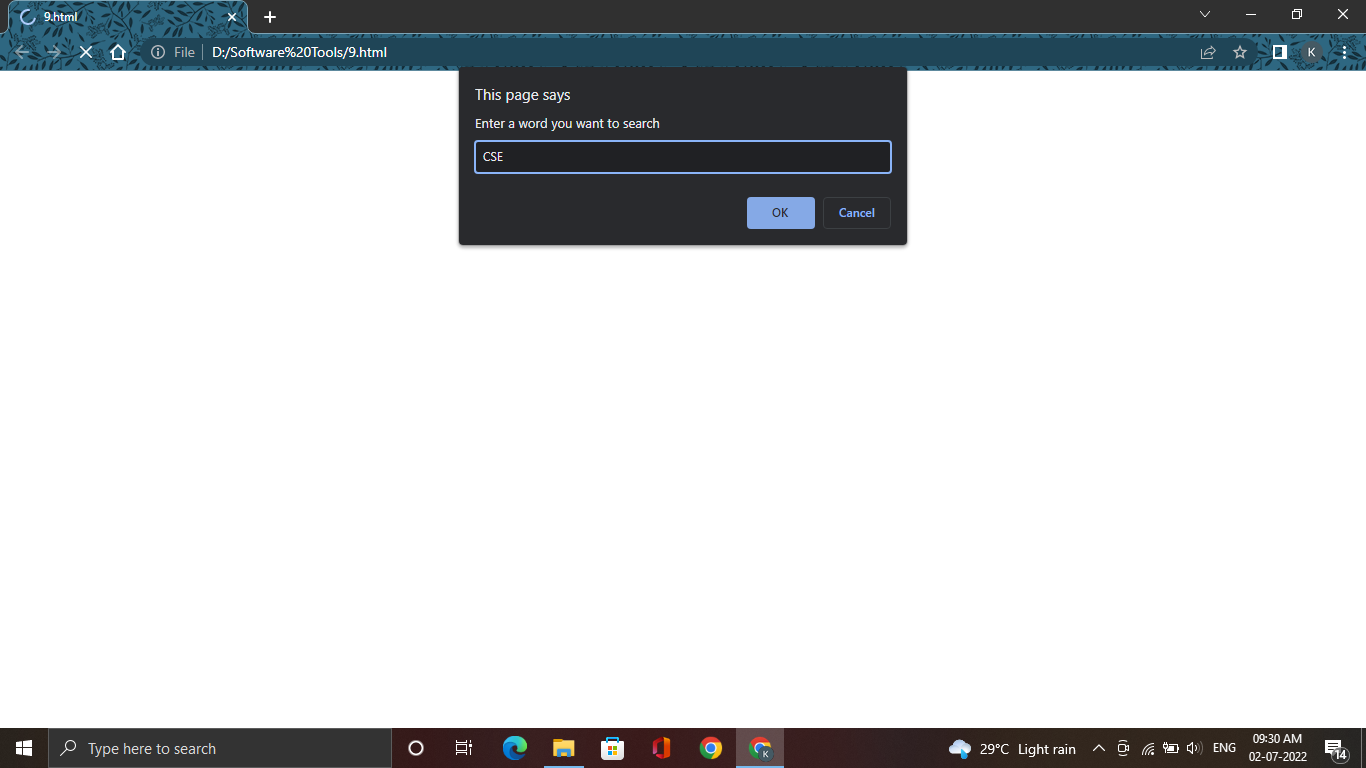 9.html
File D:/Software%20Tools/9.html
K
This page says
Enter a word you want to search
CSE
OK Cancel
Type here to search
K
29°C Light rain
ENG
09:30 AM
02-07-2022
14